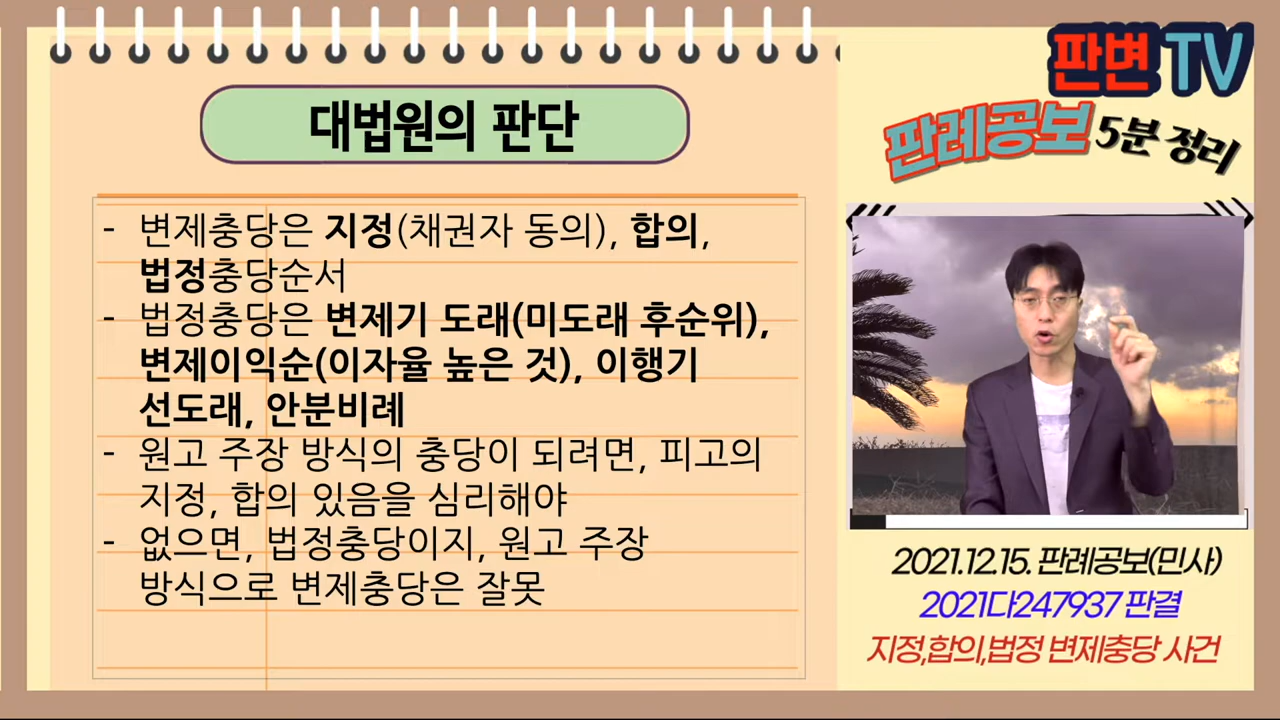 대법원의 판단
- 변제충당은 지정(채권자 동의), 합의,
법정충당순서
- 법정충당은 변제기 도래(미도래 후순위),
변제이익순(이자율 높은 것), 이행기
선도래, 안분비례
- 원고 주장 방식의 충당이 되려면, 피고의
지정, 합의 있음을 심리해야
- 없으면, 법정충당이지, 원고 주장
방식으로 변제충당은 잘못
판변 TV
판례공보 5분 정리
2021.12.15. 판례공보(민사)
2021다247937 판결
지정,합의,법정 변제충당 사건